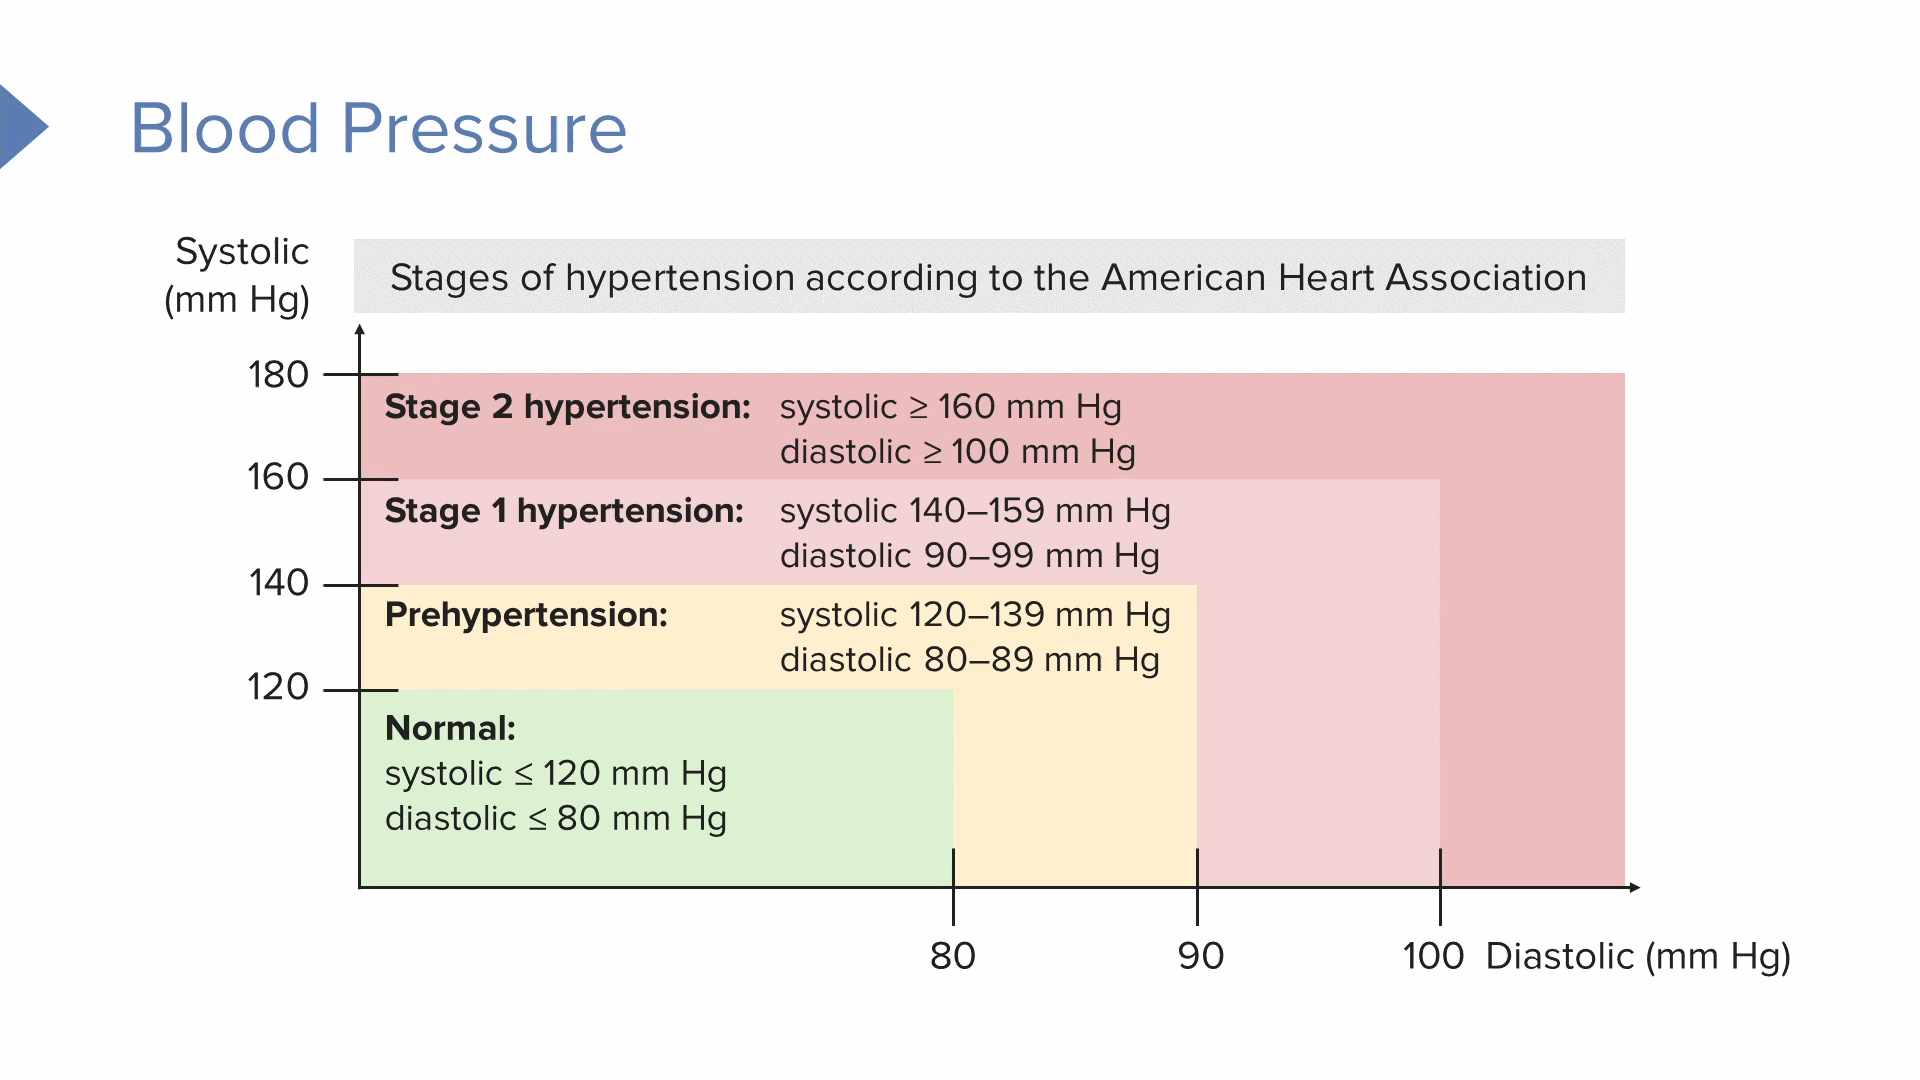 Blood Pressure
Systolic
(mm Hg)
Stages of hypertension according to the American Heart Association
180
Stage 2 hypertension: systolic ≥ 160 mm Hg
diastolic ≥ 100 mm Hg
160
Stage 1 hypertension: systolic 140–159 mm Hg
diastolic 90–99 mm Hg
140
Prehypertension: systolic 120–139 mm Hg
diastolic 80–89 mm Hg
120
Normal:
systolic ≤ 120 mm Hg
diastolic ≤ 80 mm Hg
80 90 100 Diastolic (mm Hg)